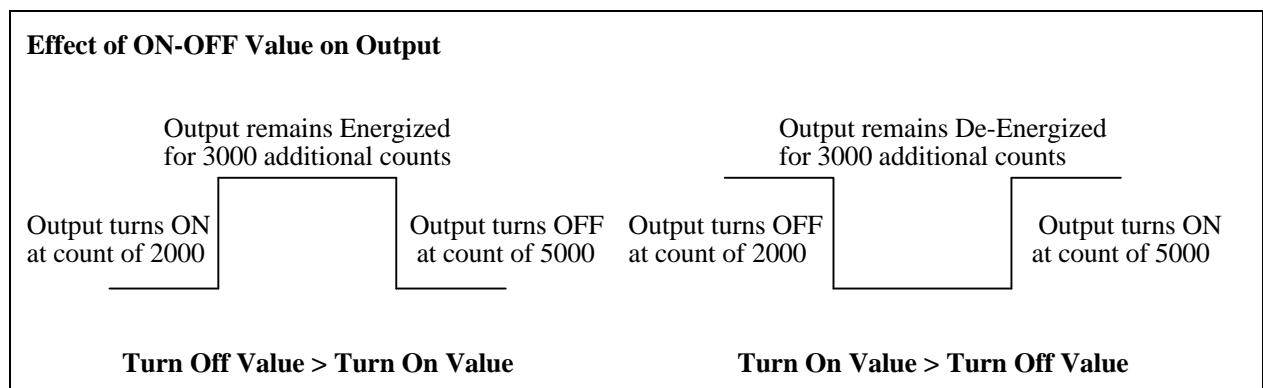 Effect of ON-OFF Value on Output
Output remains Energized
for 3000 additional counts
Output turns ON
at count of 2000
Output turns OFF
at count of 5000
Turn Off Value > Turn On Value
Output remains De-Energized
for 3000 additional counts
Output turns OFF
at count of 2000
Output turns ON
at count of 5000
Turn On Value > Turn Off Value